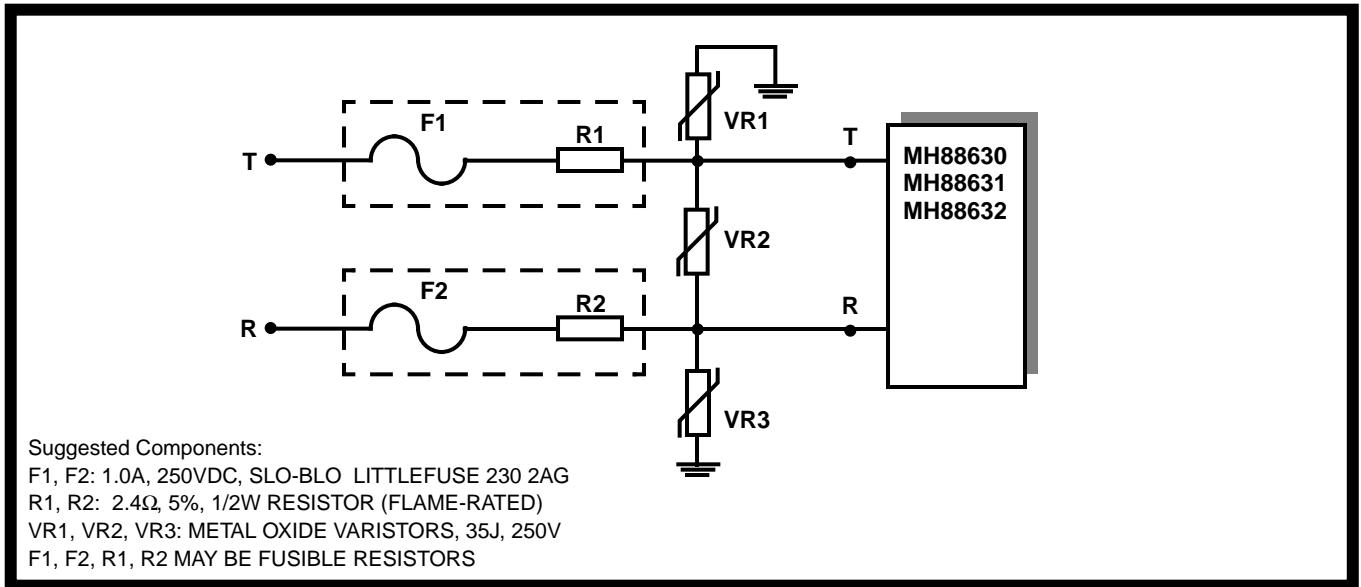 VR1
F1
R1
T
T
MH88630
MH88631
MH88632
VR2
F2
R2
R
R
VR3
Suggested Components:
F1, F2: 1.0A, 250VDC, SLO-BLO LITTLEFUSE 230 2AG
R1, R2: 2.4Ω, 5%, 1/2W RESISTOR (FLAME-RATED)
VR1, VR2, VR3: METAL OXIDE VARISTORS, 35J, 250V
F1, F2, R1, R2 MAY BE FUSIBLE RESISTORS